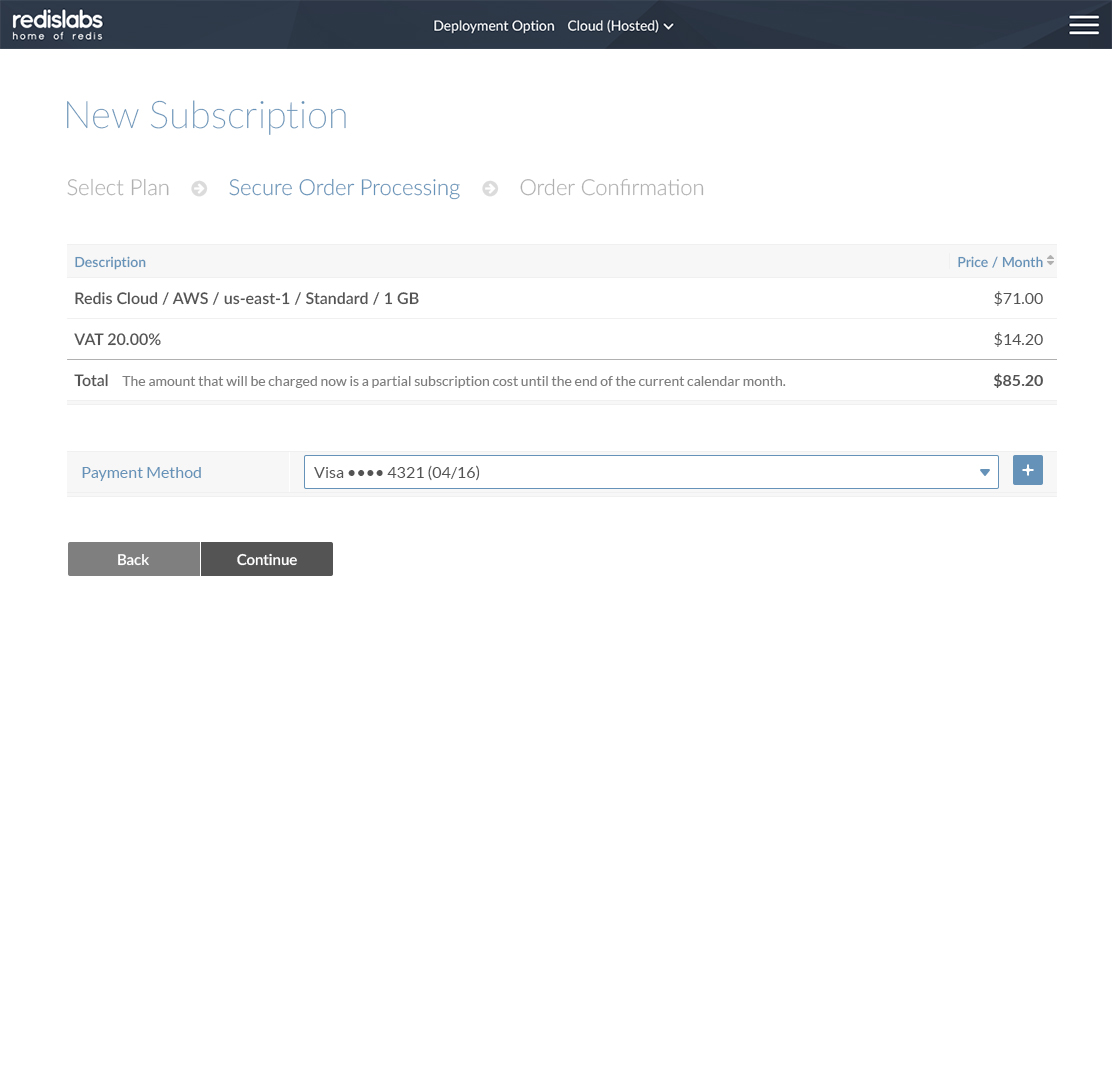 redislabs
home of redis
Deployment Option Cloud (Hosted)
New Subscription
Select Plan Secure Order Processing Order Confirmation
Description Price / Month
Redis Cloud / AWS / us-east-1 / Standard / 1 GB $71.00
VAT 20.00% $14.20
Total The amount that will be charged now is a partial subscription cost until the end of the current calendar month. $85.20
Payment Method Visa •••• 4321 (04/16) +
Back Continue